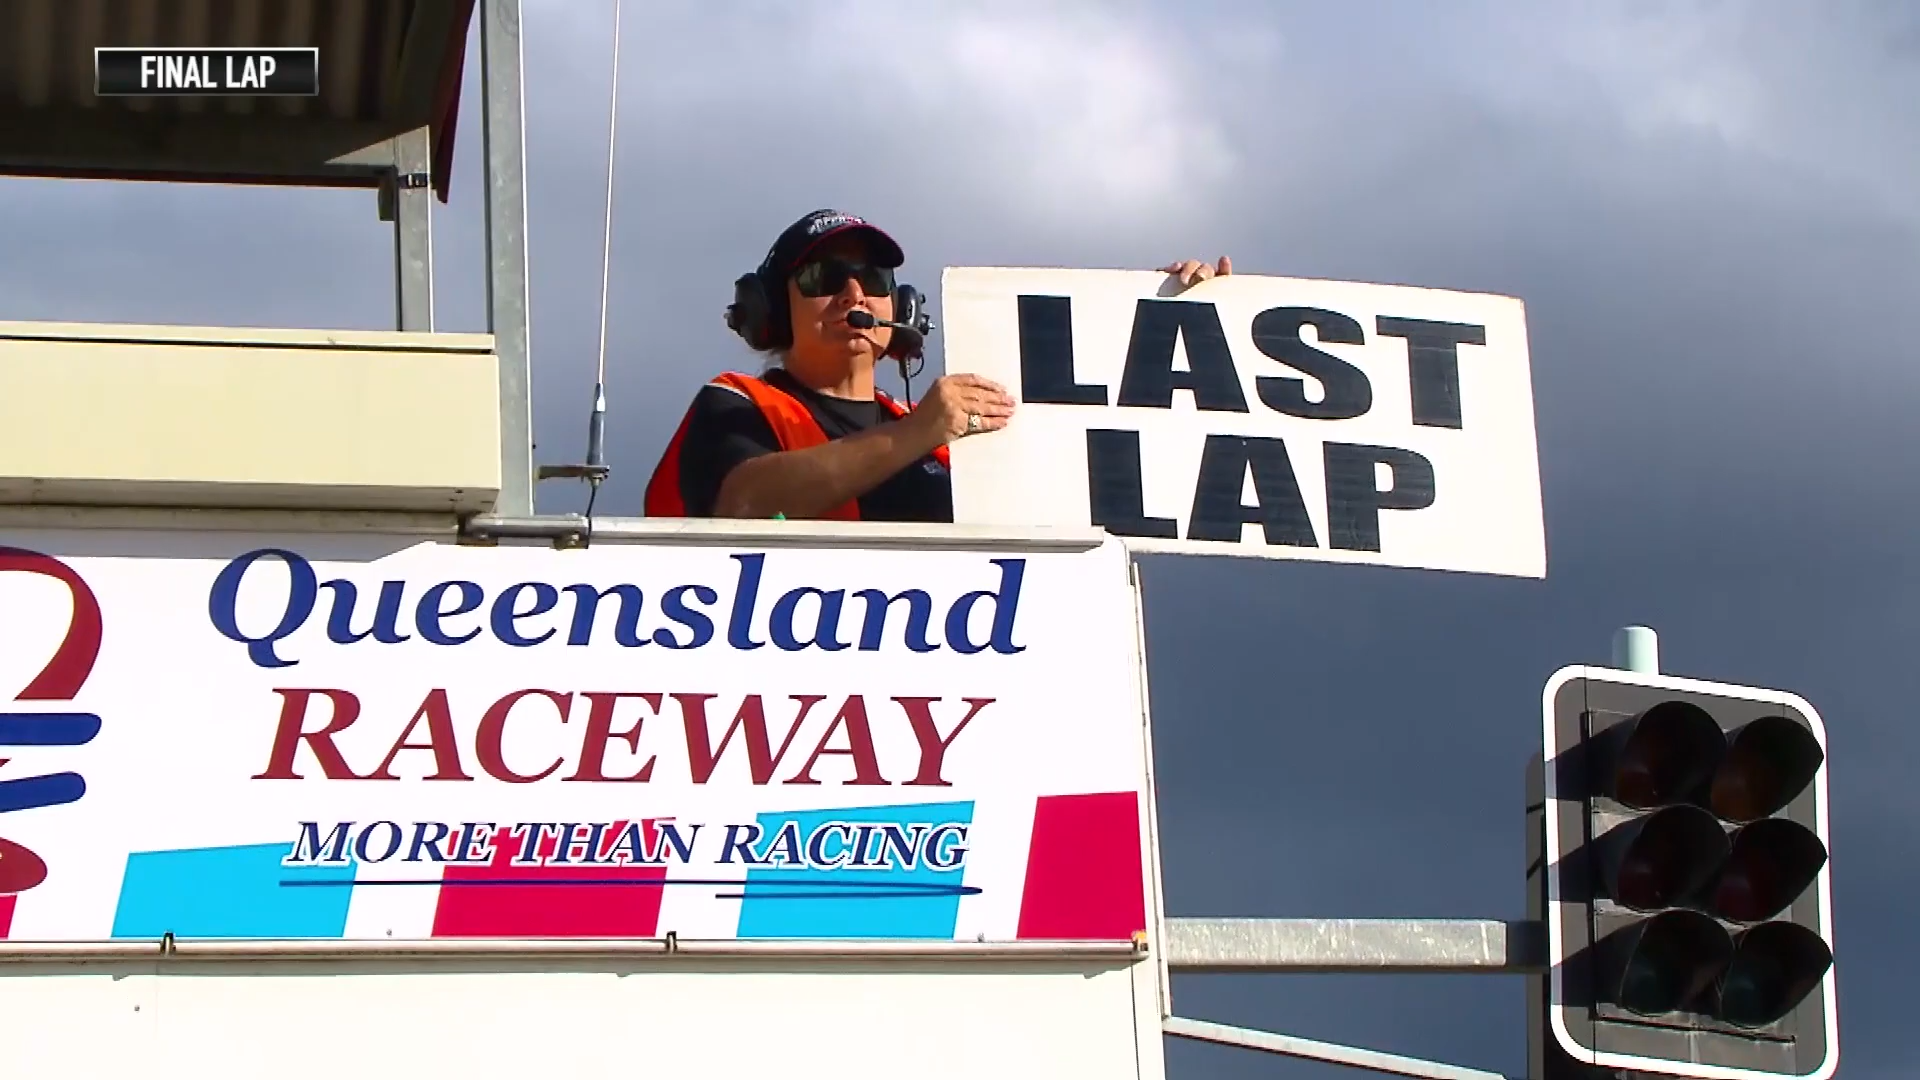 FINAL LAP
LAST
LAP
Queensland
RACEWAY
MORE THAN RACING